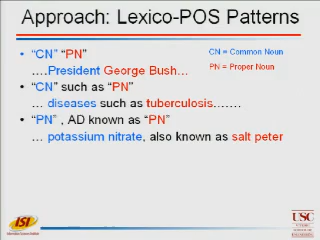 Approach: Lexico-POS Patterns
• “CN” “PN”
CN = Common Noun
PN = Proper Noun
….President George Bush…
• “CN” such as “PN”
… diseases such as tuberculosis…….
• “PN” , AD known as “PN”
… potassium nitrate, also known as salt peter
ISI
USC